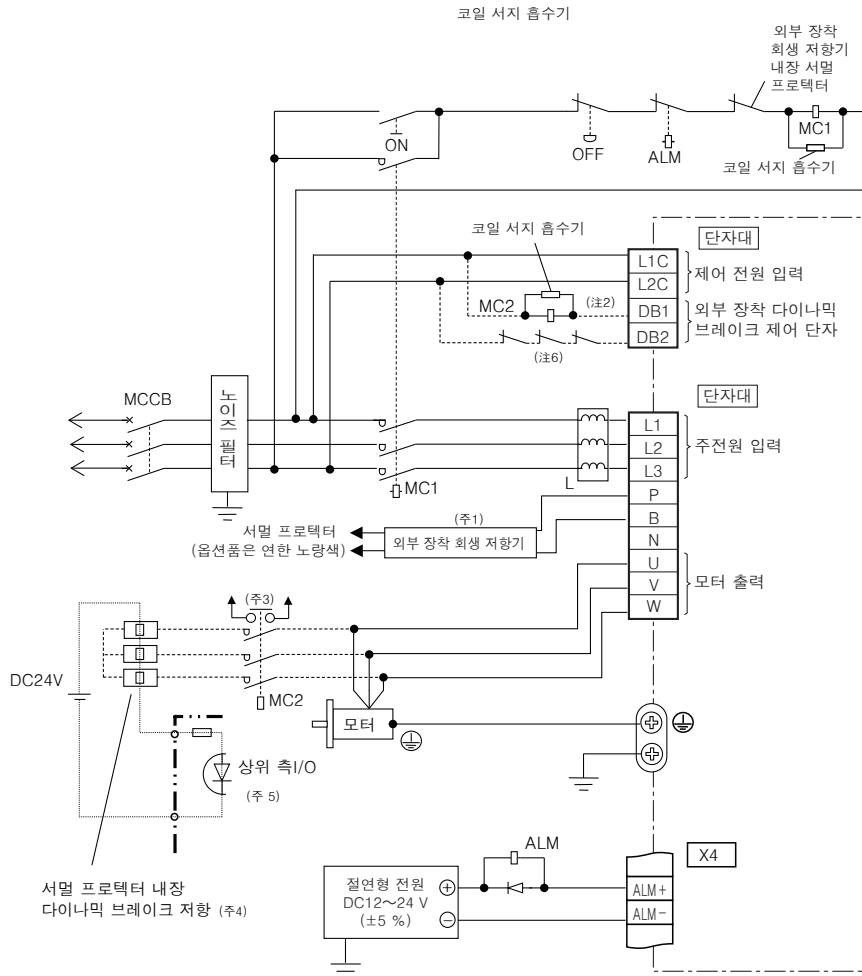 코일 서지 흡수기
외부 장착
회생 저항기
내장 서멀
프로텍터
ON
OFF
ALM
MC1
코일 서지 흡수기
코일 서지 흡수기
단자대
L1C
L2C
제어 전원 입력
MC2
(注2)
DB1
DB2
외부 장착 다이나믹
브레이크 제어 단자
(注6)
MCCB
노이즈 필터
단자대
L1
L2
L3
주전원 입력
L
MC1
P
B
N
서멀 프로텍터
(옵션품은 연한 노랑색)
(주1)
외부 장착 회생 저항기
U
V
W
모터 출력
(주3)
DC24V
MC2
모터
상위 측I/O
(주 5)
서멀 프로텍터 내장
다이나믹 브레이크 저항 (주4)
ALM
X4
절연형 전원
DC12～24 V
(±5 %)
ALM+
ALM-